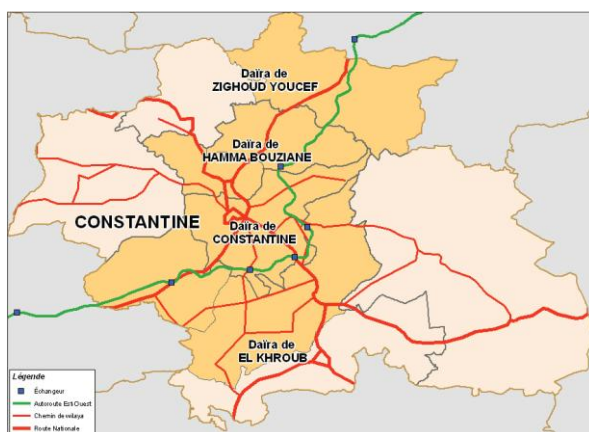 Daïra de
ZIGHOUD YOUCEF
Daïra de
HAMMA BOUZIANE
CONSTANTINE
Daïra de
CONSTANTINE
Daïra de
EL KHROUB
Légende
Échangeur
Autoroute Est-Ouest
Chemin de wilaya
Route Nationale